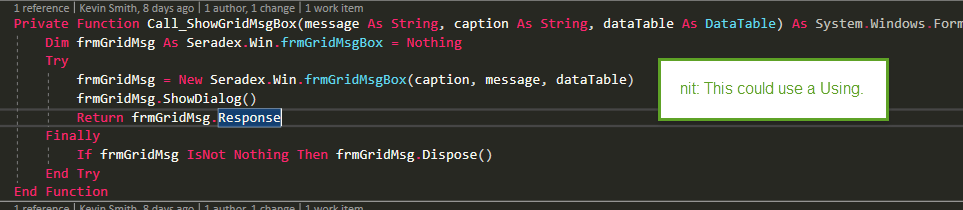 1 reference | Kevin Smith, 8 days ago | 1 author, 1 change | 1 work item
Private Function Call_ShowGridMsgBox(message As String, caption As String, dataTable As DataTable) As System.Windows.Form
Dim frmGridMsg As Seradex.Win.frmGridMsgBox = Nothing
Try
frmGridMsg = New Seradex.Win.frmGridMsgBox(caption, message, dataTable)
frmGridMsg.ShowDialog()
Return frmGridMsg.Response
nit: This could use a Using.
Finally
If frmGridMsg IsNot Nothing Then frmGridMsg.Dispose()
End Try
End Function
1 reference | Kevin Smith, 8 days ago | 1 author, 1 change | 1 work item